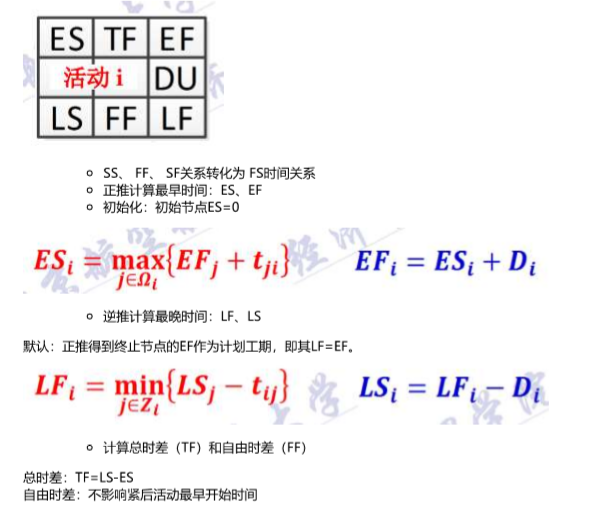 ES TF EF
活动 i DU
LS FF LF
SS、 FF、 SF关系转化为 FS时间关系
正推计算最早时间：ES、EF
初始化：初始节点ES=0
ES_i = max_{j∈Ω_i}{EF_j + t_{ji}} EF_i = ES_i + D_i
逆推计算最晚时间：LF、LS
默认：正推得到终止节点的EF作为计划工期，即其LF=EF。
LF_i = min_{j∈Z_i}{LS_j − t_{ij}} LS_i = LF_i − D_i
计算总时差（TF）和自由时差（FF）
总时差：TF=LS-ES
自由时差：不影响紧后活动最早开始时间